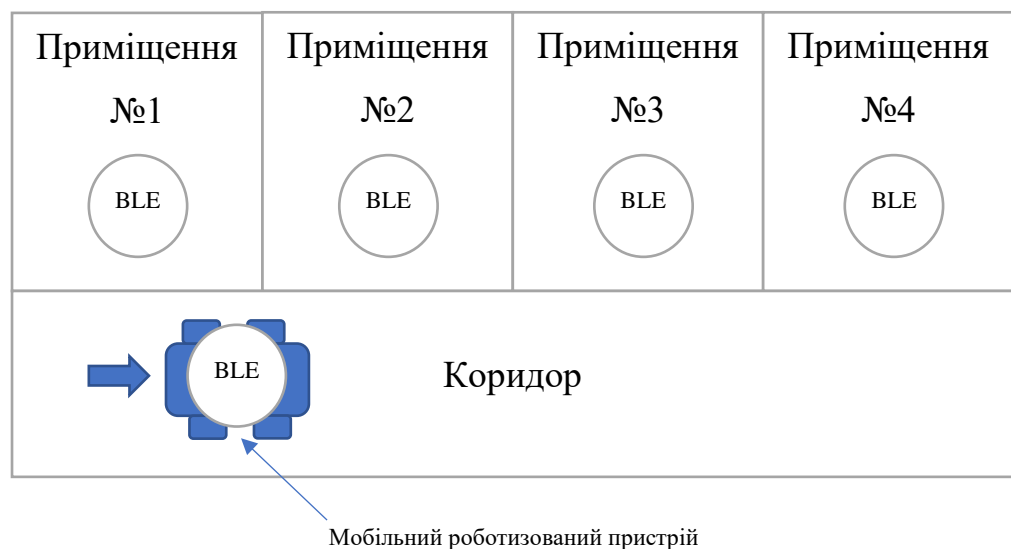 Приміщення
№1
Приміщення
№2
Приміщення
№3
Приміщення
№4
BLE
BLE
BLE
BLE
BLE
Коридор
Мобільний роботизований пристрій